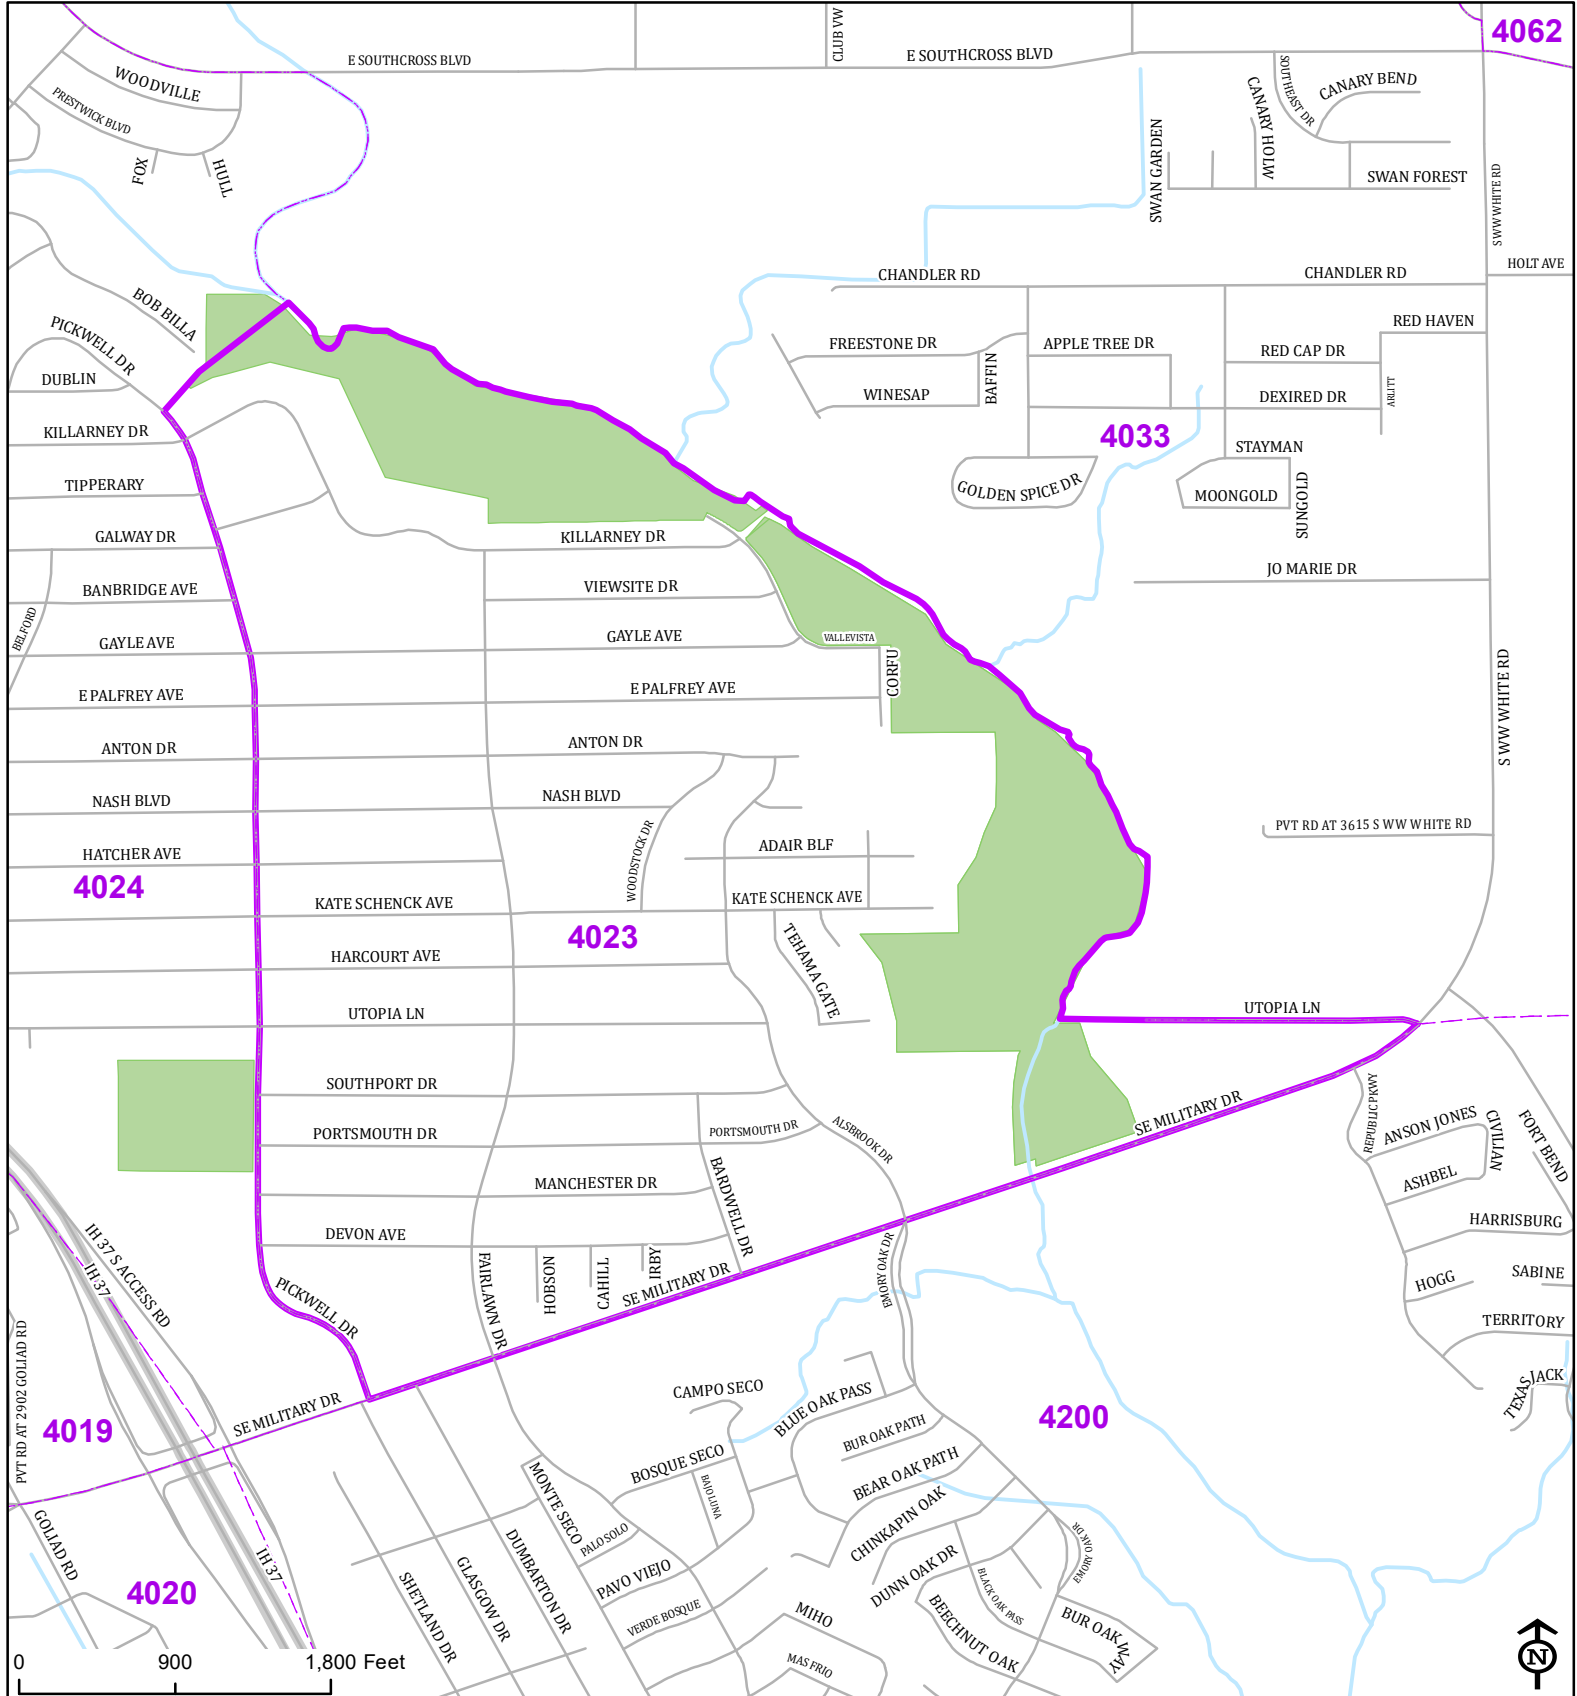 4062
E SOUTHCROSS BLVD
CLUB VW
E SOUTHCROSS BLVD
WOODVILLE
PRESTWICK BLVD
FOX
HULL
SOUTHEAST DR
CANARY BEND
CANARY HOLW
SWAN GARDEN
SWAN FOREST
S WW WHITE RD
HOLT AVE
CHANDLER RD
CHANDLER RD
BOB BILLA
PICKWELL DR
DUBLIN
RED HAVEN
FREESTONE DR
APPLE TREE DR
RED CAP DR
BAFFIN
WINESAP
DEXIRED DR
ARLITT
KILLARNEY DR
4033
STAYMAN
TIPPERARY
GOLDEN SPICE DR
MOONGOLD
SUNGOLD
GALWAY DR
KILLARNEY DR
JO MARIE DR
BANBRIDGE AVE
VIEWSITE DR
BELFORD
GAYLE AVE
GAYLE AVE
VALLEVISTA
CORFU
E PALFREY AVE
E PALFREY AVE
S WW WHITE RD
ANTON DR
ANTON DR
NASH BLVD
NASH BLVD
PVT RD AT 3615 S WW WHITE RD
WOODSTOCK DR
ADAIR BLF
HATCHER AVE
4024
KATE SCHENCK AVE
KATE SCHENCK AVE
4023
TEHAMA GATE
HARCOURT AVE
UTOPIA LN
UTOPIA LN
SOUTHPORT DR
PORTSMOUTH DR
PORTSMOUTH DR
ALSBROOK DR
SE MILITARY DR
REPUBLIC PKWY
ANSON JONES
CIVILIAN
FORT BEND
ASHBEL
MANCHESTER DR
BARDWELL DR
HARRISBURG
DEVON AVE
IH 37 S ACCESS RD
IH 37
FAIRLAWN DR
HOBSON
CAHILL
IRBY
SE MILITARY DR
EMORY OAK DR
HOGG
SABINE
PICKWELL DR
TERRITORY
PVT RD AT 2902 GOLIAD RD
TEXAS JACK
CAMPO SECO
BLUE OAK PASS
4200
SE MILITARY DR
4019
BUR OAK PATH
BOSQUE SECO
BAJO LUNA
BEAR OAK PATH
MONTE SECO
CHINKAPIN OAK
GOLIAD RD
PALO SOLO
DUMBARTON DR
EMORY OAK DR
IH 37
GLASGOW DR
PAVO VIEJO
DUNN OAK DR
BLACK OAK PASS
4020
SHETLAND DR
VERDE BOSQUE
MIHO
BEECHNUT OAK
BUR OAK WAY
MAS FRIO
0 900 1,800 Feet
N